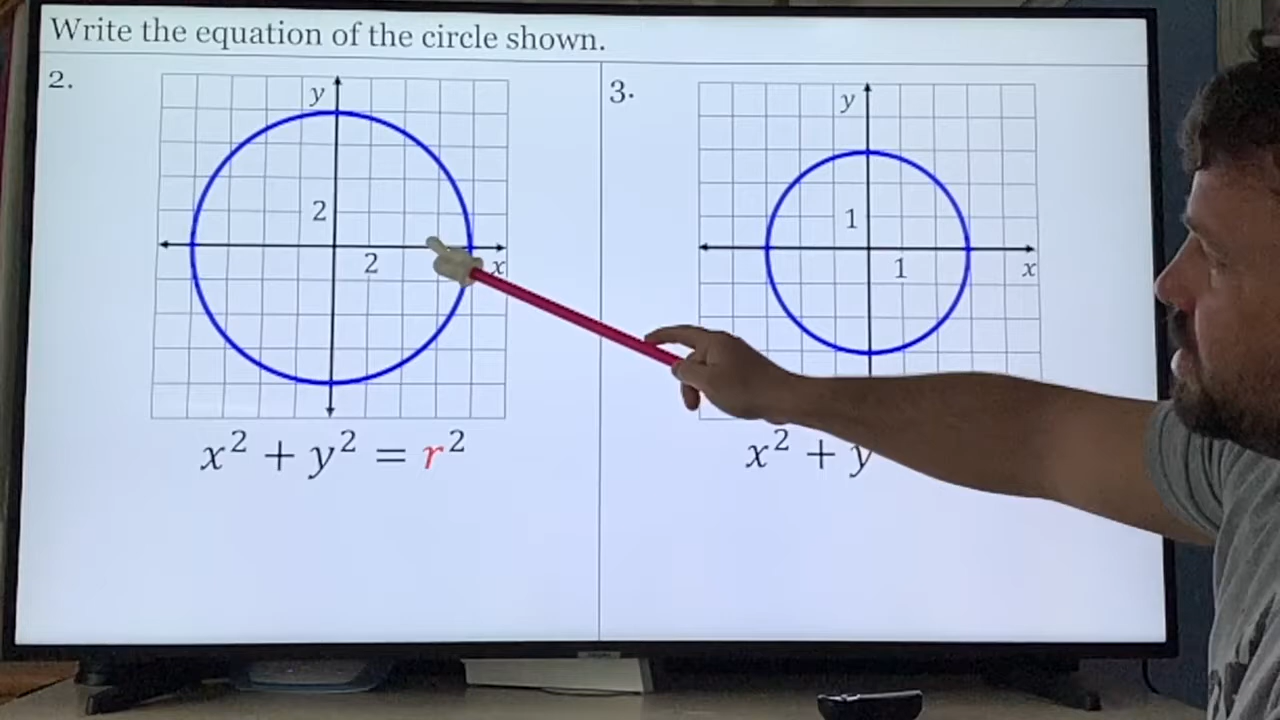 Write the equation of the circle shown.
2.
y
2
2
x
x² + y² = r²
3.
y
1
1
x
x² + y